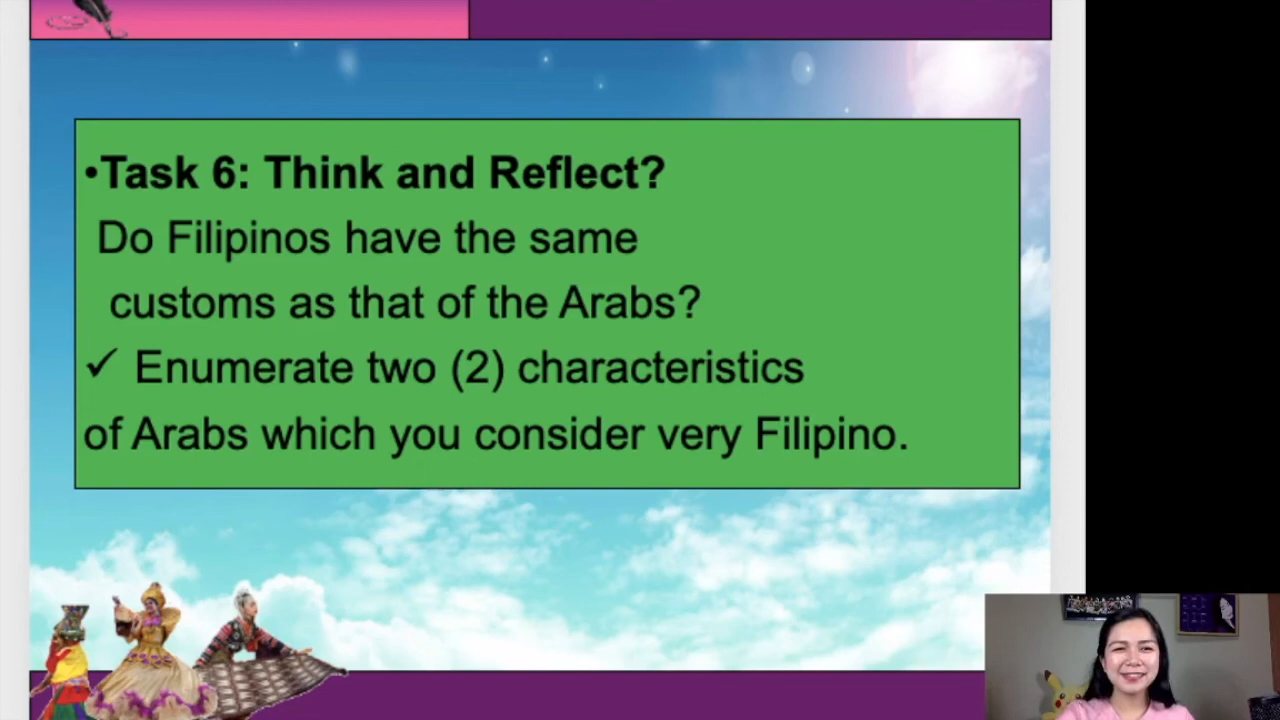 •Task 6: Think and Reflect?
Do Filipinos have the same
customs as that of the Arabs?
✓ Enumerate two (2) characteristics
of Arabs which you consider very Filipino.